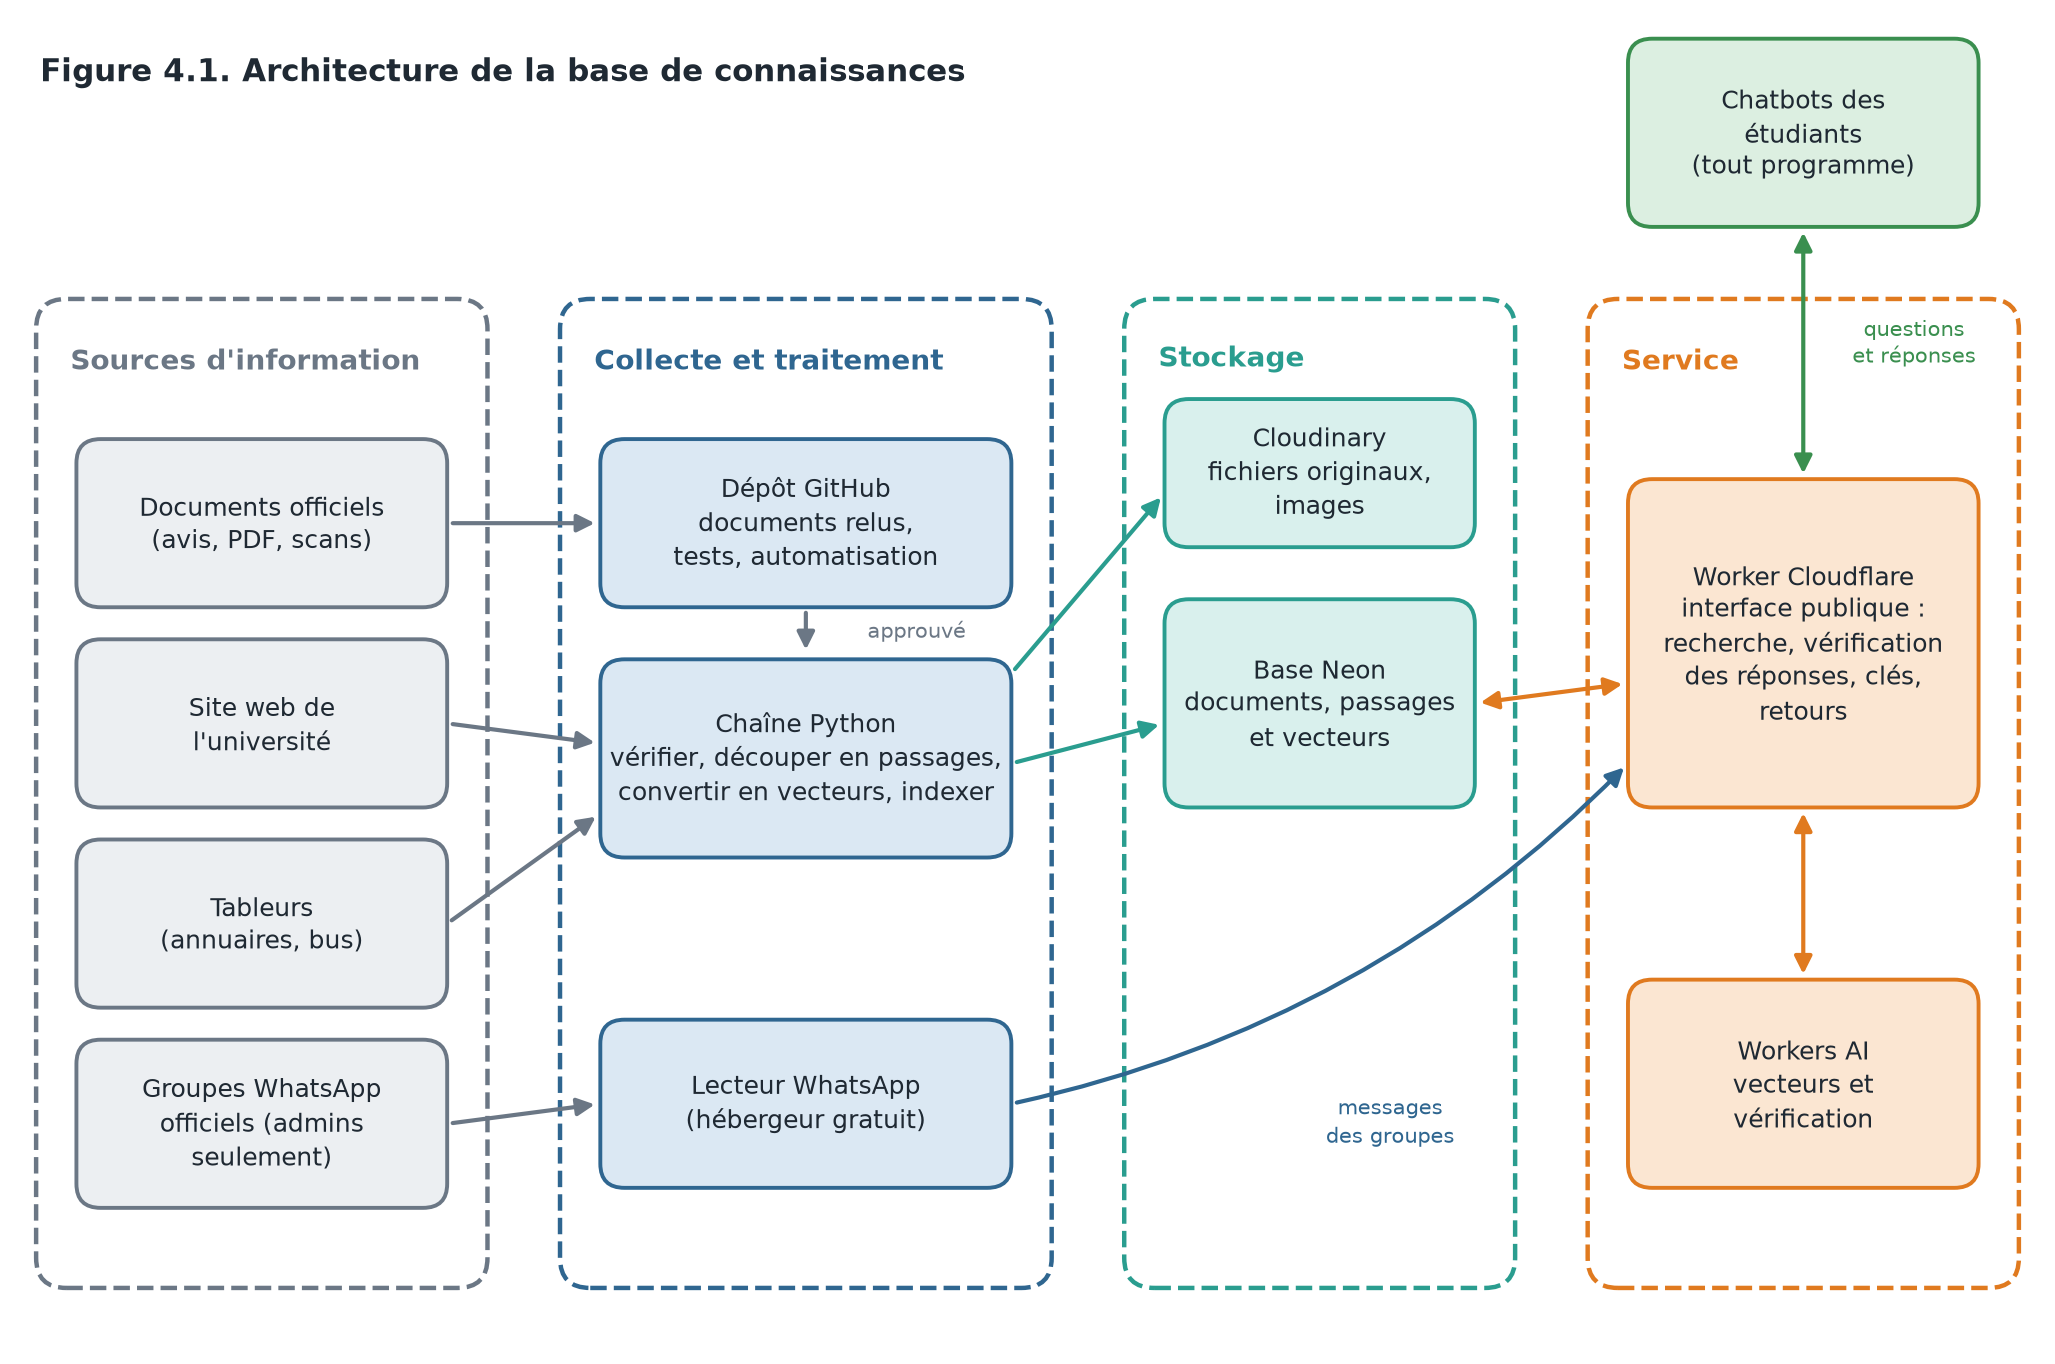 Figure 4.1. Architecture de la base de connaissances
Chatbots des
étudiants
(tout programme)
questions
et réponses
Sources d'information
Documents officiels
(avis, PDF, scans)
Site web de
l'université
Tableurs
(annuaires, bus)
Groupes WhatsApp
officiels (admins
seulement)
Collecte et traitement
Dépôt GitHub
documents relus,
tests, automatisation
approuvé
Chaîne Python
vérifier, découper en passages,
convertir en vecteurs, indexer
Lecteur WhatsApp
(hébergeur gratuit)
Stockage
Cloudinary
fichiers originaux,
images
Base Neon
documents, passages
et vecteurs
messages
des groupes
Service
Worker Cloudflare
interface publique :
recherche, vérification
des réponses, clés,
retours
Workers AI
vecteurs et
vérification